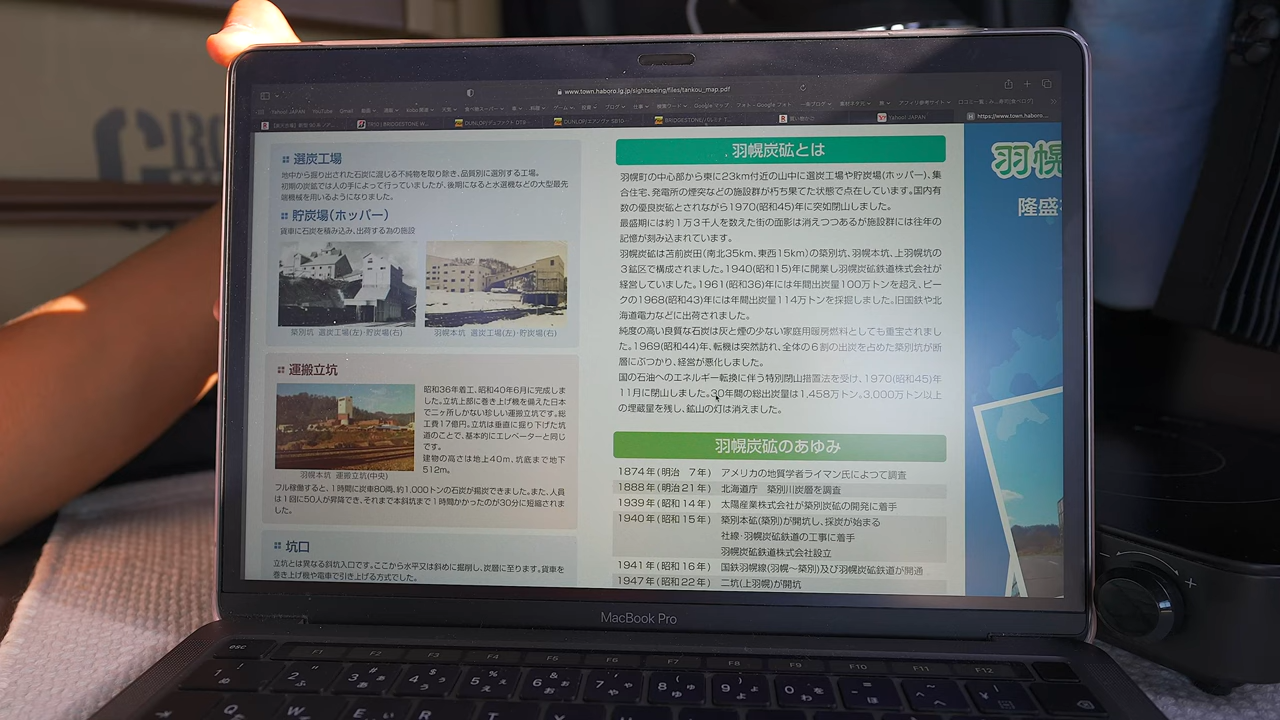 www.town.haboro.lg.jp/sightseeing/files/tankou_map.pdf
Yahoo! JAPAN YouTube Gmail
Yahoo! JAPAN
https://www.town.haboro...
選炭工場
地中から掘り出された石炭に混じる不純物を取り除き、品質別に選別する工場。
初期の炭鉱では人の手によって行っていましたが、後期になると水選機などの大型最先
端機械を用いるようになりました。
貯炭場(ホッパー)
貨車に石炭を積み込み、出荷する為の施設
築別坑 選炭工場(左)・貯炭場(右)
羽幌本坑 選炭工場(左)・貯炭場(右)
運搬立坑
昭和36年着工、昭和40年6月に完成しま
した。立坑上部に巻き上げ機を備えた日本
で二ヶ所しかない珍しい運搬立坑です。総
工費17億円。立坑は垂直に掘り下げた坑
道のことで、基本的にエレベーターと同じ
です。
建物の高さは地上40m、坑底まで地下
512m。
羽幌本坑 運搬立坑(中央)
フル稼働すると、1時間に炭車80両、約1,000トンの石炭が揚炭できました。また、人員
は1回に50人が昇降でき、それまで本斜坑まで1時間かかったのが30分に短縮されま
した。
坑口
立坑とは異なる斜坑入口です。ここから水平又は斜めに掘削し、炭層に至ります。貨車を
巻き上げ機や電車で引き上げる方式でした。
羽幌炭砿とは
羽幌町の中心部から東に23km付近の山中に選炭工場や貯炭場(ホッパー)、集
合住宅、発電所の煙突などの施設群が朽ち果てた状態で点在しています。国内有
数の優良炭砿とされながら1970(昭和45)年に突如閉山しました。
最盛期には約1万3千人を数えた街の面影は消えつつあるが施設群には往年の
記憶が刻み込まれています。
羽幌炭砿は苫前炭田(南北35km、東西15km)の築別坑、羽幌本坑、上羽幌坑の
3鉱区で構成されました。1940(昭和15)年に開業し羽幌炭砿鉄道株式会社が
経営していました。1961(昭和36)年には年間出炭量100万トンを超え、ピー
クの1968(昭和43)年には年間出炭量114万トンを採掘しました。旧国鉄や北
海道電力などに出荷されました。
純度の高い良質な石炭は灰と煙の少ない家庭用暖房燃料としても重宝されまし
た。1969(昭和44)年、転機は突然訪れ、全体の6割の出炭を占めた築別坑が断
層にぶつかり、経営が悪化しました。
国の石油へのエネルギー転換に伴う特別閉山措置法を受け、1970(昭和45)年
11月に閉山しました。30年間の総出炭量は1,458万トン。3,000万トン以上
の埋蔵量を残し、鉱山の灯は消えました。
羽幌炭砿のあゆみ
1874年(明治 7年) アメリカの地質学者ライマン氏によつて調査
1888年(明治21年) 北海道庁 築別川炭層を調査
1939年(昭和14年) 太陽産業株式会社が築別炭砿の開発に着手
1940年(昭和15年) 築別本砿(築別)が開坑し、採炭が始まる
社線・羽幌炭砿鉄道の工事に着手
羽幌炭砿鉄道株式会社設立
1941年(昭和16年) 国鉄羽幌線(羽幌〜築別)及び羽幌炭砿鉄道が開通
1947年(昭和22年) 二坑(上羽幌)が開坑
羽幌
隆盛
MacBook Pro
esc F1 F2 F3 F4 F5 F6 F7 F8 F9 F10 F11 F12
Q W E R T Y U I O P